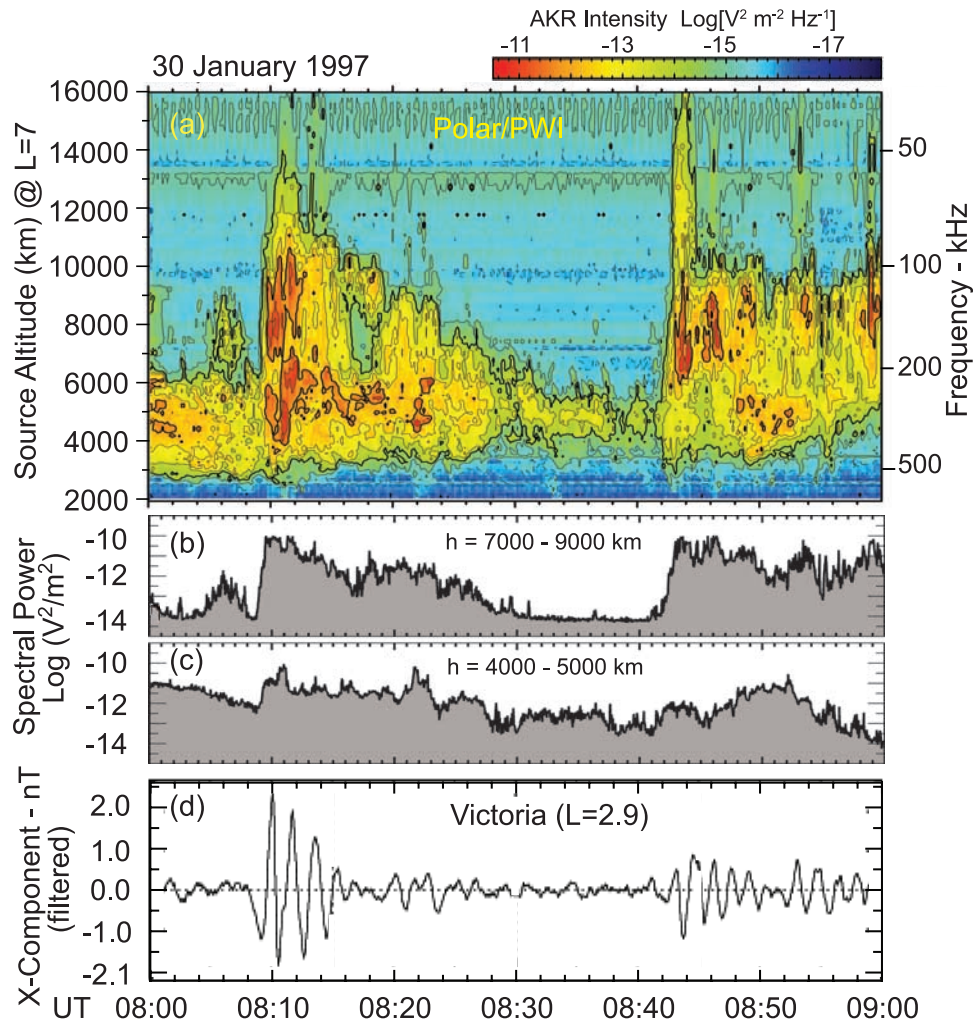 AKR Intensity Log[V² m⁻² Hz⁻¹]
-11 -13 -15 -17
30 January 1997
(a) Polar/PWI
Source Altitude (km) @ L=7
16000
14000
12000
10000
8000
6000
4000
2000
50
100
200
500
Frequency - kHz
(b) h = 7000 - 9000 km
-10
-12
-14
Spectral Power
Log (V²/m²)
(c) h = 4000 - 5000 km
-10
-12
-14
(d) Victoria (L=2.9)
X-Component - nT
(filtered)
2.0
1.0
0.0
-1.0
-2.1
UT 08:00 08:10 08:20 08:30 08:40 08:50 09:00